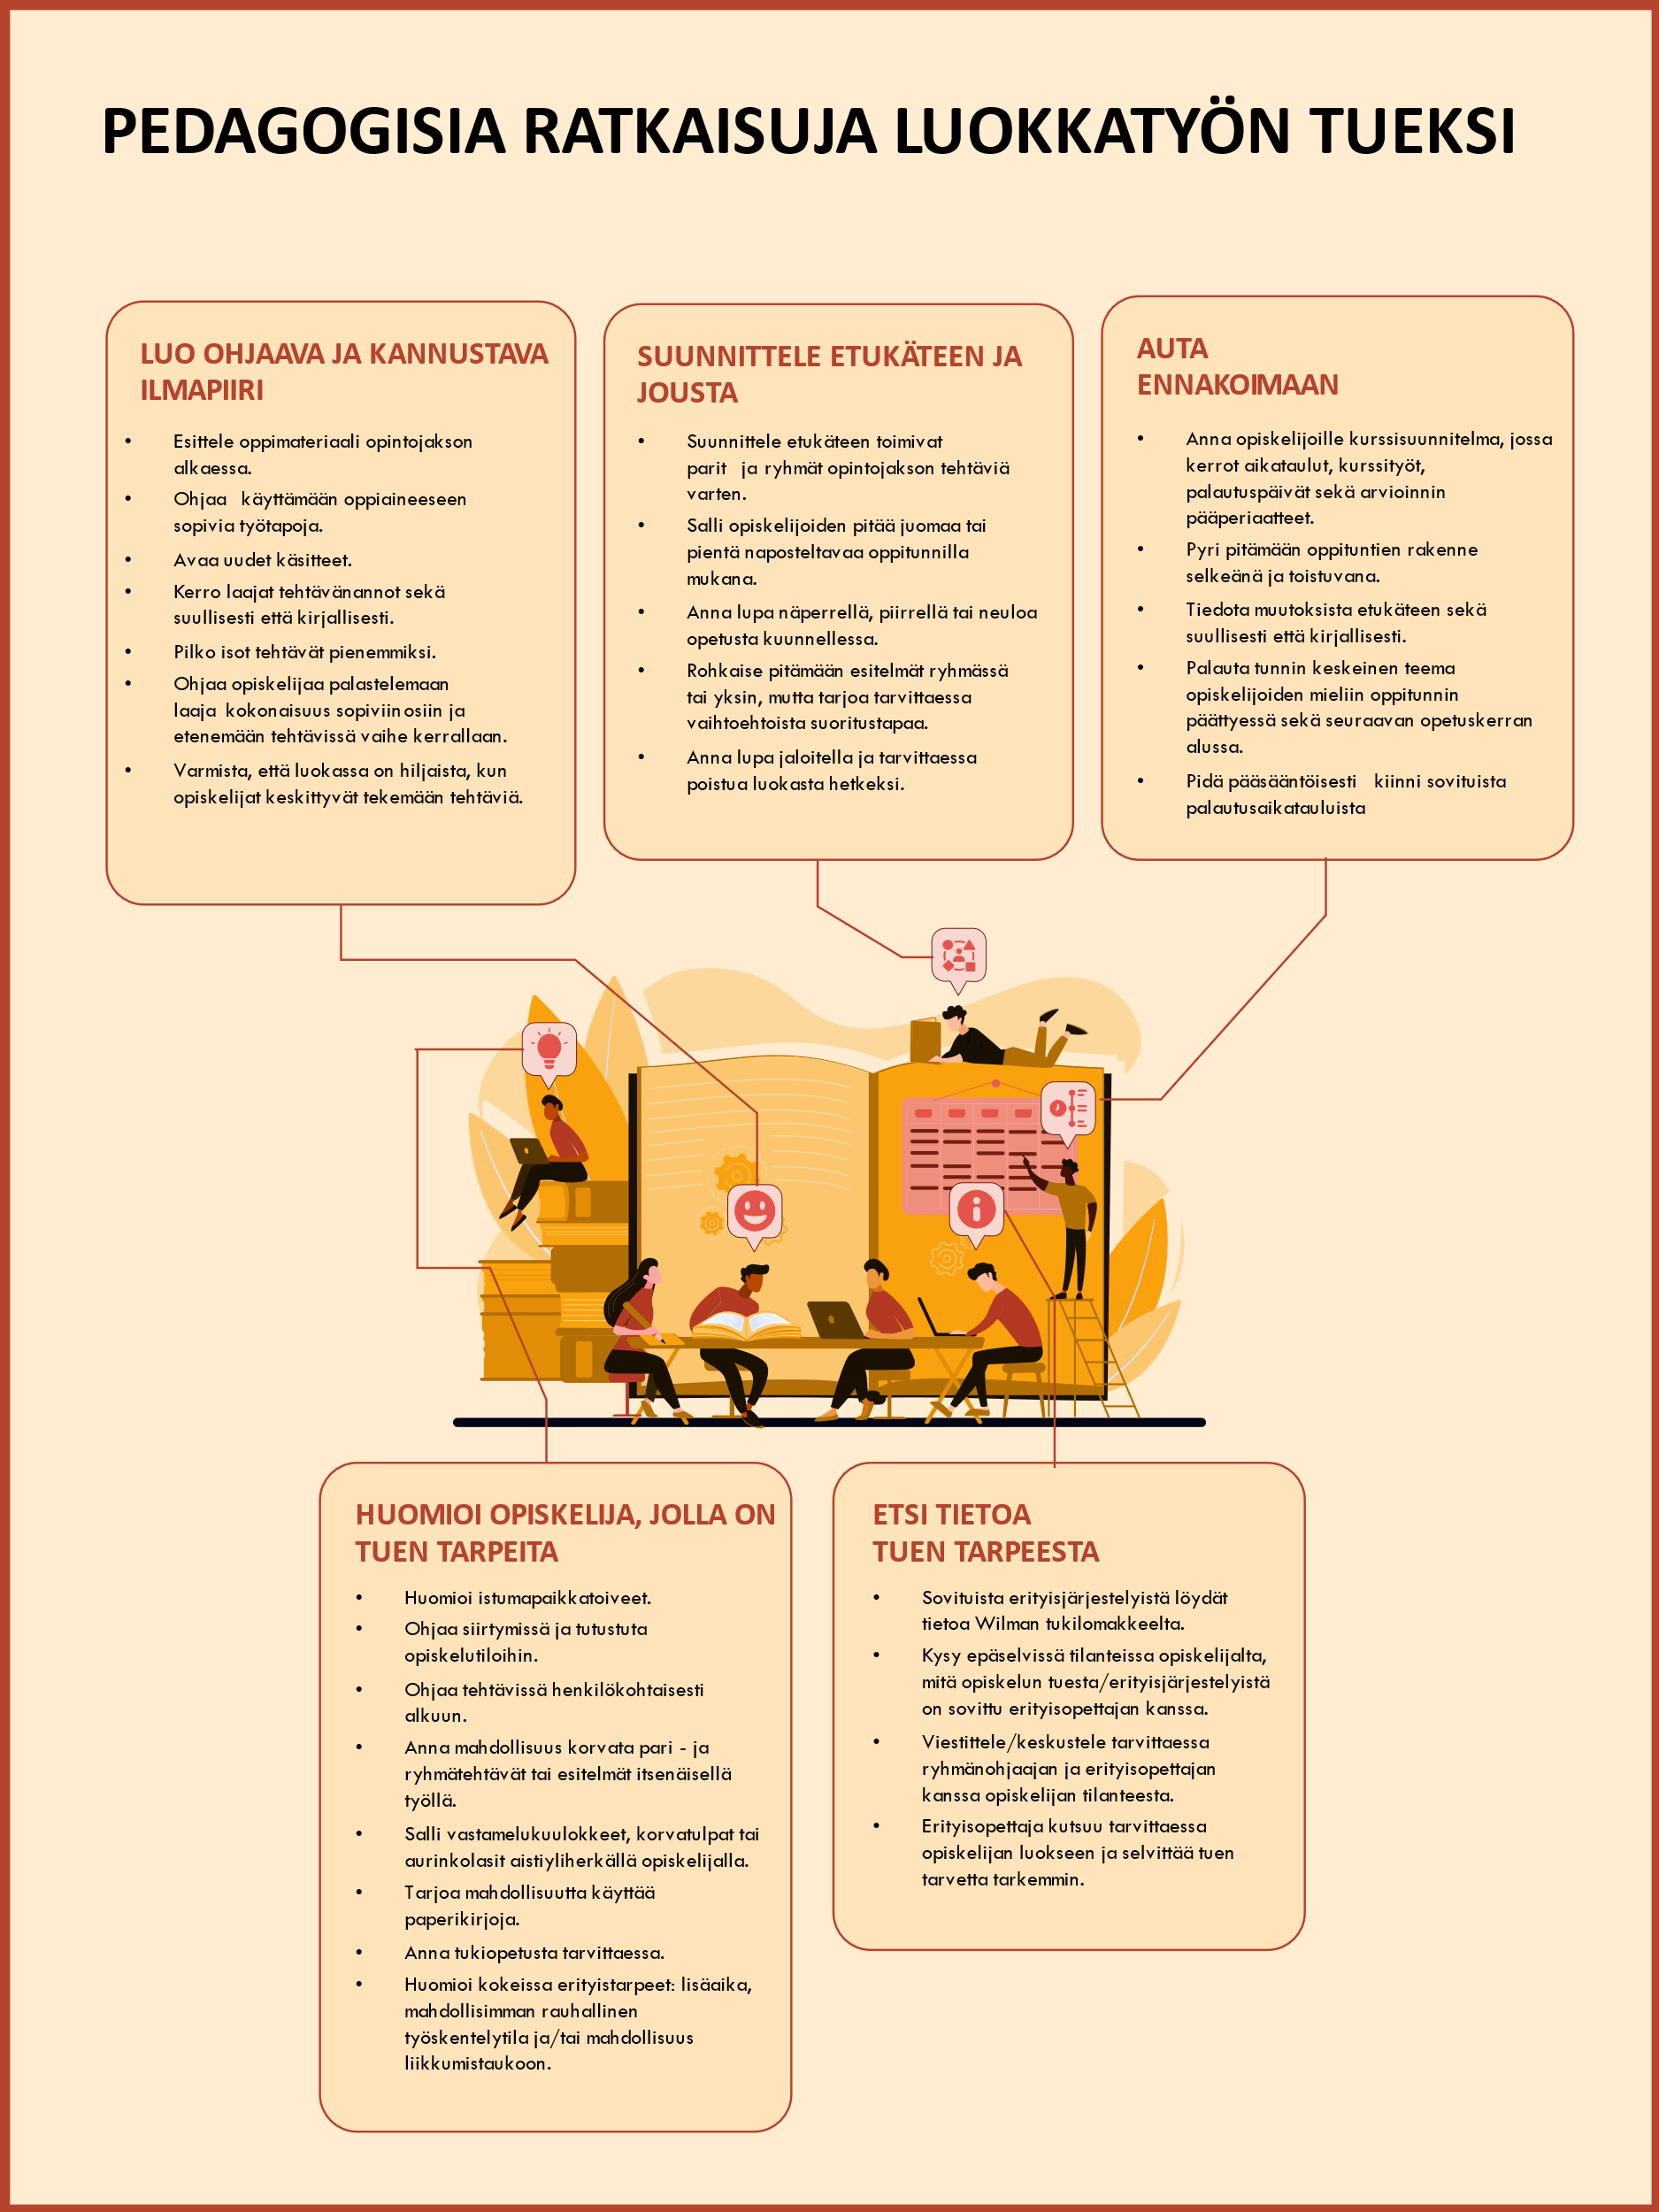 PEDAGOGISIA RATKAISUJA LUOKKATYÖN TUEKSI
LUO OHJAAVA JA KANNUSTAVA
ILMAPIIRI
• Esittele oppimateriaali opintojakson
alkaessa.
• Ohjaa käyttämään oppiaineeseen
sopivia työtapoja.
• Avaa uudet käsitteet.
• Kerro laajat tehtävänannot sekä
suullisesti että kirjallisesti.
• Pilko isot tehtävät pienemmiksi.
• Ohjaa opiskelijaa palastelemaan
laaja kokonaisuus sopiviin osiin ja
etenemään tehtävissä vaihe kerrallaan.
• Varmista, että luokassa on hiljaista, kun
opiskelijat keskittyvät tekemään tehtäviä.
SUUNNITTELE ETUKÄTEEN JA
JOUSTA
• Suunnittele etukäteen toimivat
parit ja ryhmät opintojakson tehtäviä
varten.
• Salli opiskelijoiden pitää juomaa tai
pientä naposteltavaa oppitunnilla
mukana.
• Anna lupa näperrellä, piirrellä tai neuloa
opetusta kuunnellessa.
• Rohkaise pitämään esitelmät ryhmässä
tai yksin, mutta tarjoa tarvittaessa
vaihtoehtoista suoritustapaa.
• Anna lupa jaloitella ja tarvittaessa
poistua luokasta hetkeksi.
AUTA
ENNAKOIMAAN
• Anna opiskelijoille kurssisuunnitelma, jossa
kerrot aikataulut, kurssityöt,
palautuspäivät sekä arvioinnin
pääperiaatteet.
• Pyri pitämään oppituntien rakenne
selkeänä ja toistuvana.
• Tiedota muutoksista etukäteen sekä
suullisesti että kirjallisesti.
• Palauta tunnin keskeinen teema
opiskelijoiden mieliin oppitunnin
päättyessä sekä seuraavan opetuskerran
alussa.
• Pidä pääsääntöisesti kiinni sovituista
palautusaikatauluista
HUOMIOI OPISKELIJA, JOLLA ON
TUEN TARPEITA
• Huomioi istumapaikkatoiveet.
• Ohjaa siirtymissä ja tutustuta
opiskelutiloihin.
• Ohjaa tehtävissä henkilökohtaisesti
alkuun.
• Anna mahdollisuus korvata pari - ja
ryhmätehtävät tai esitelmät itsenäisellä
työllä.
• Salli vastamelukuulokkeet, korvatulpat tai
aurinkolasit aistiyliherkällä opiskelijalla.
• Tarjoa mahdollisuutta käyttää
paperikirjoja.
• Anna tukiopetusta tarvittaessa.
• Huomioi kokeissa erityistarpeet: lisäaika,
mahdollisimman rauhallinen
työskentelytila ja/tai mahdollisuus
liikkumistaukoon.
ETSI TIETOA
TUEN TARPEESTA
• Sovituista erityisjärjestelyistä löydät
tietoa Wilman tukilomakkeelta.
• Kysy epäselvissä tilanteissa opiskelijalta,
mitä opiskelun tuesta/erityisjärjestelyistä
on sovittu erityisopettajan kanssa.
• Viestittele/keskustele tarvittaessa
ryhmänohjaajan ja erityisopettajan
kanssa opiskelijan tilanteesta.
• Erityisopettaja kutsuu tarvittaessa
opiskelijan luokseen ja selvittää tuen
tarvetta tarkemmin.